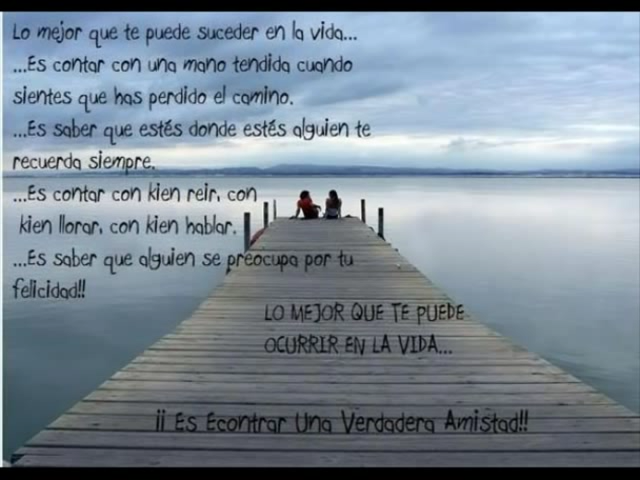 Lo mejor que te puede suceder en la vida...
...Es contar con una mano tendida cuando
sientes que has perdido el camino.
...Es saber que estés donde estés alguien te
recuerda siempre.
...Es contar con kien reir, con
kien llorar, con kien hablar.
...Es saber que alguien se preocupa por tu
felicidad!!
LO MEJOR QUE TE PUEDE
OCURRIR EN LA VIDA...
¡¡ Es Econtrar Una Verdadera Amistad!!